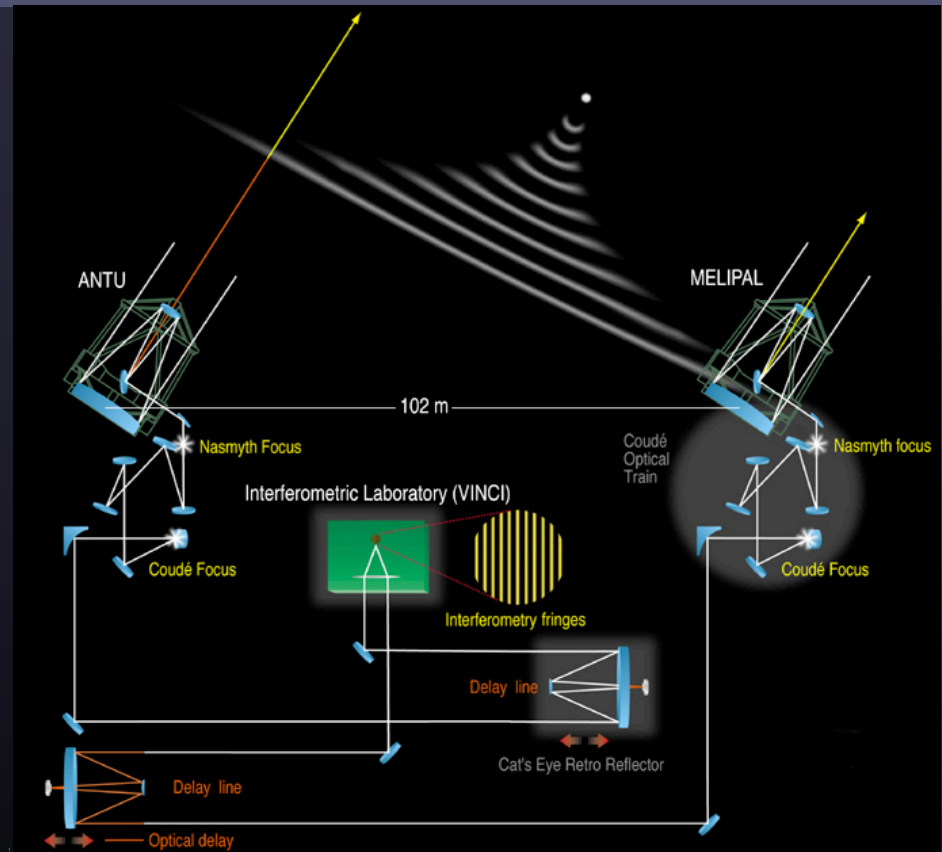 ANTU
MELIPAL
102 m
Nasmyth Focus
Coudé
Optical
Train
Nasmyth focus
Interferometric Laboratory (VINCI)
Coudé Focus
Coudé Focus
Interferometry fringes
Delay line
Cat's Eye Retro Reflector
Delay line
Optical delay